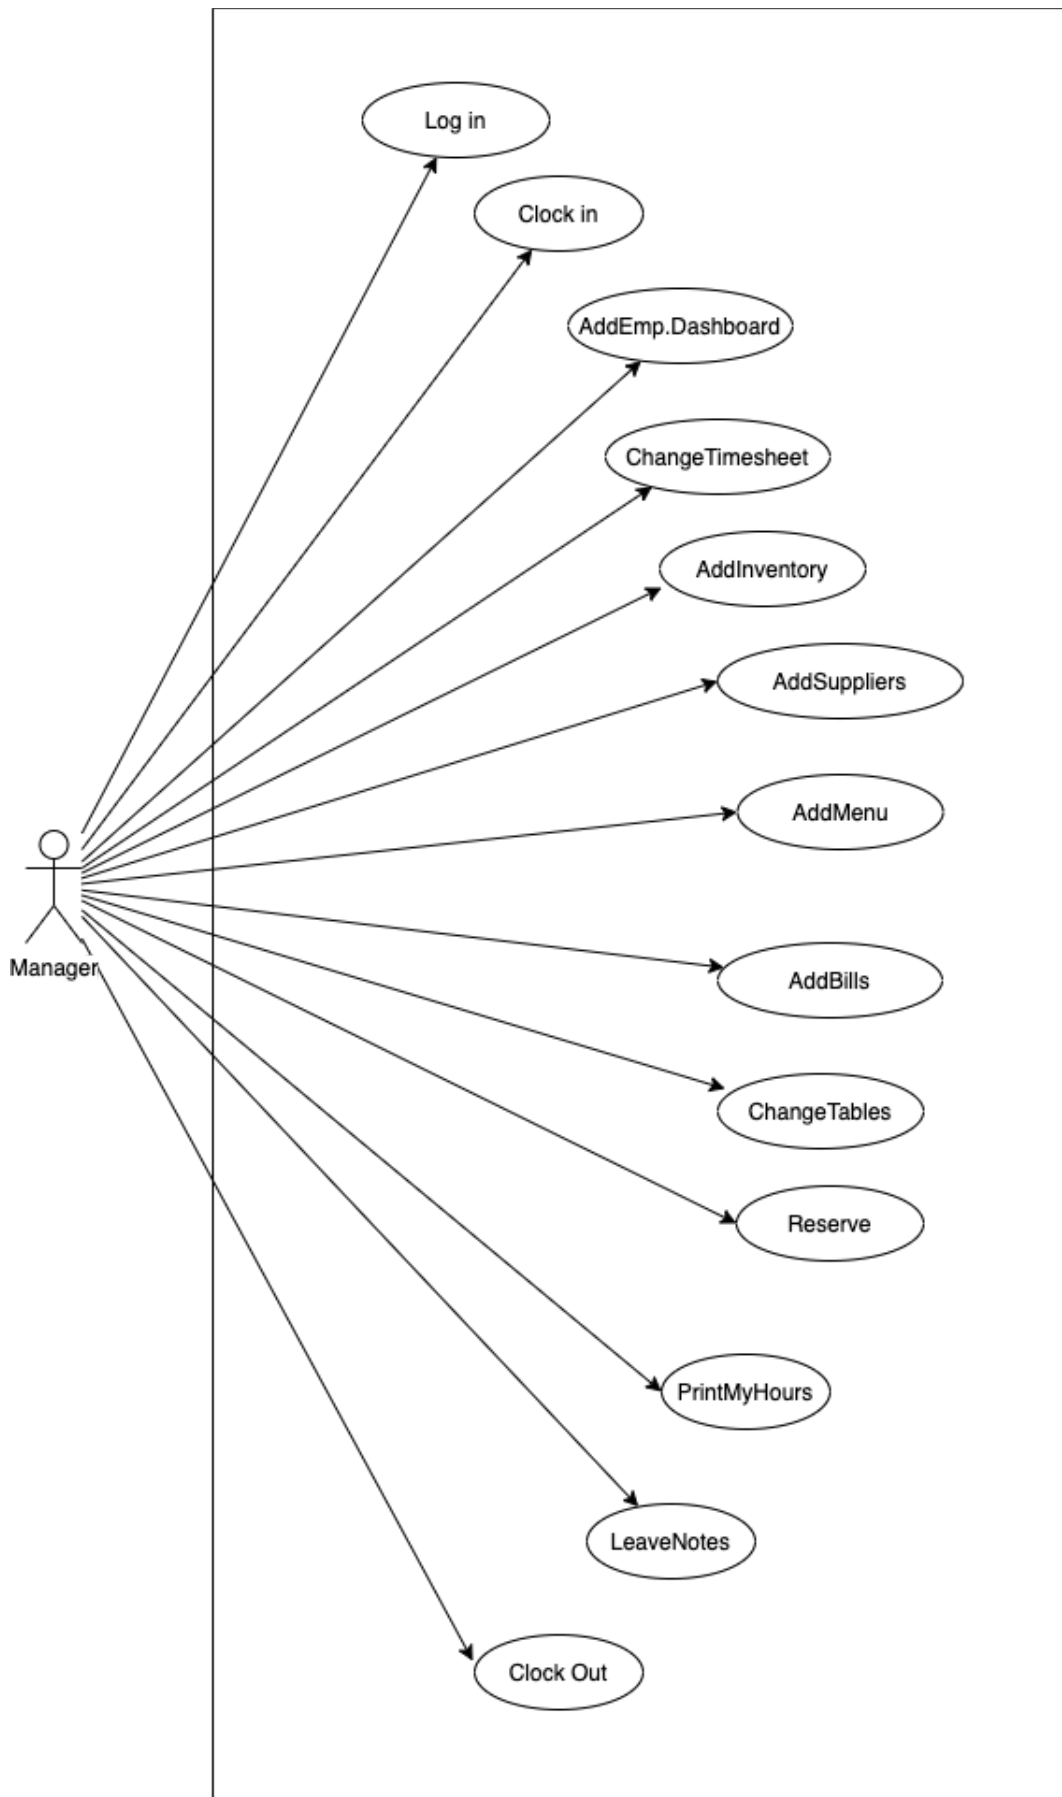 Log in
Clock in
AddEmp.Dashboard
ChangeTimesheet
AddInventory
AddSuppliers
AddMenu
Manager
AddBills
ChangeTables
Reserve
PrintMyHours
LeaveNotes
Clock Out